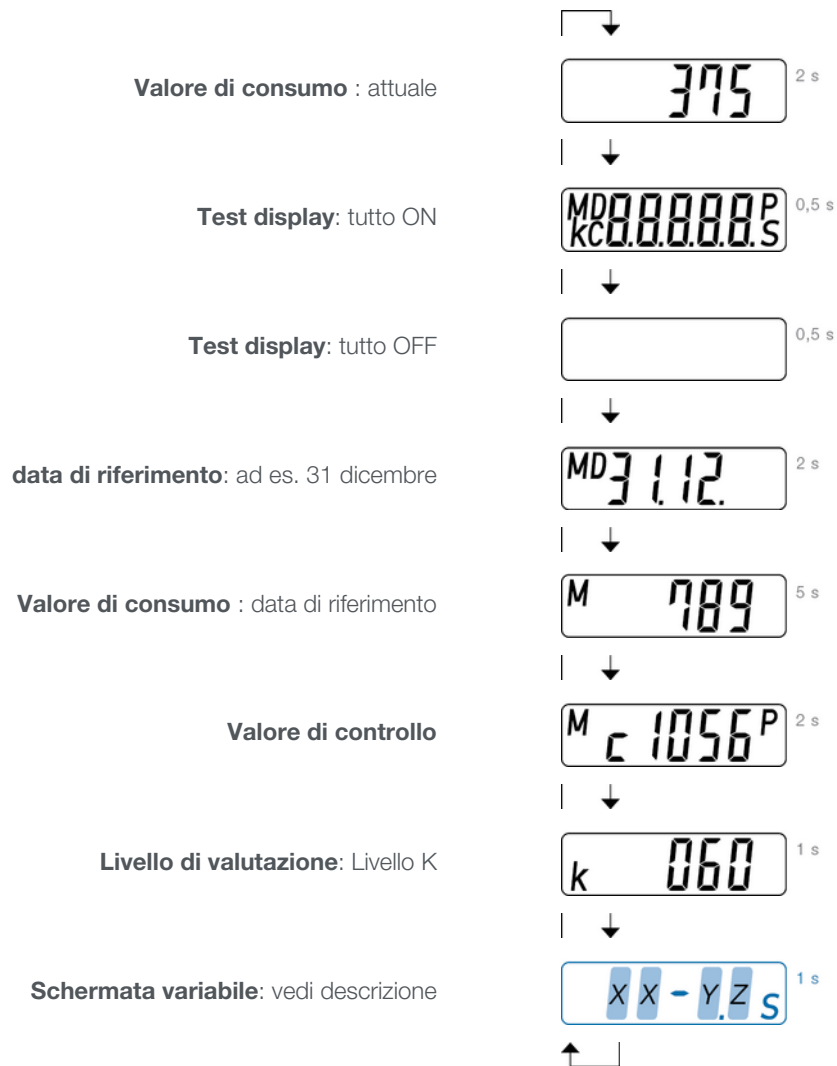 Valore di consumo : attuale
375
2 s
Test display: tutto ON
MD kC 8.8.8.8.8. P S
0,5 s
Test display: tutto OFF
0,5 s
data di riferimento: ad es. 31 dicembre
MD 31.12.
2 s
Valore di consumo : data di riferimento
M 789
5 s
Valore di controllo
M c 1056 P
2 s
Livello di valutazione: Livello K
k 060
1 s
Schermata variabile: vedi descrizione
X X - Y.Z S
1 s